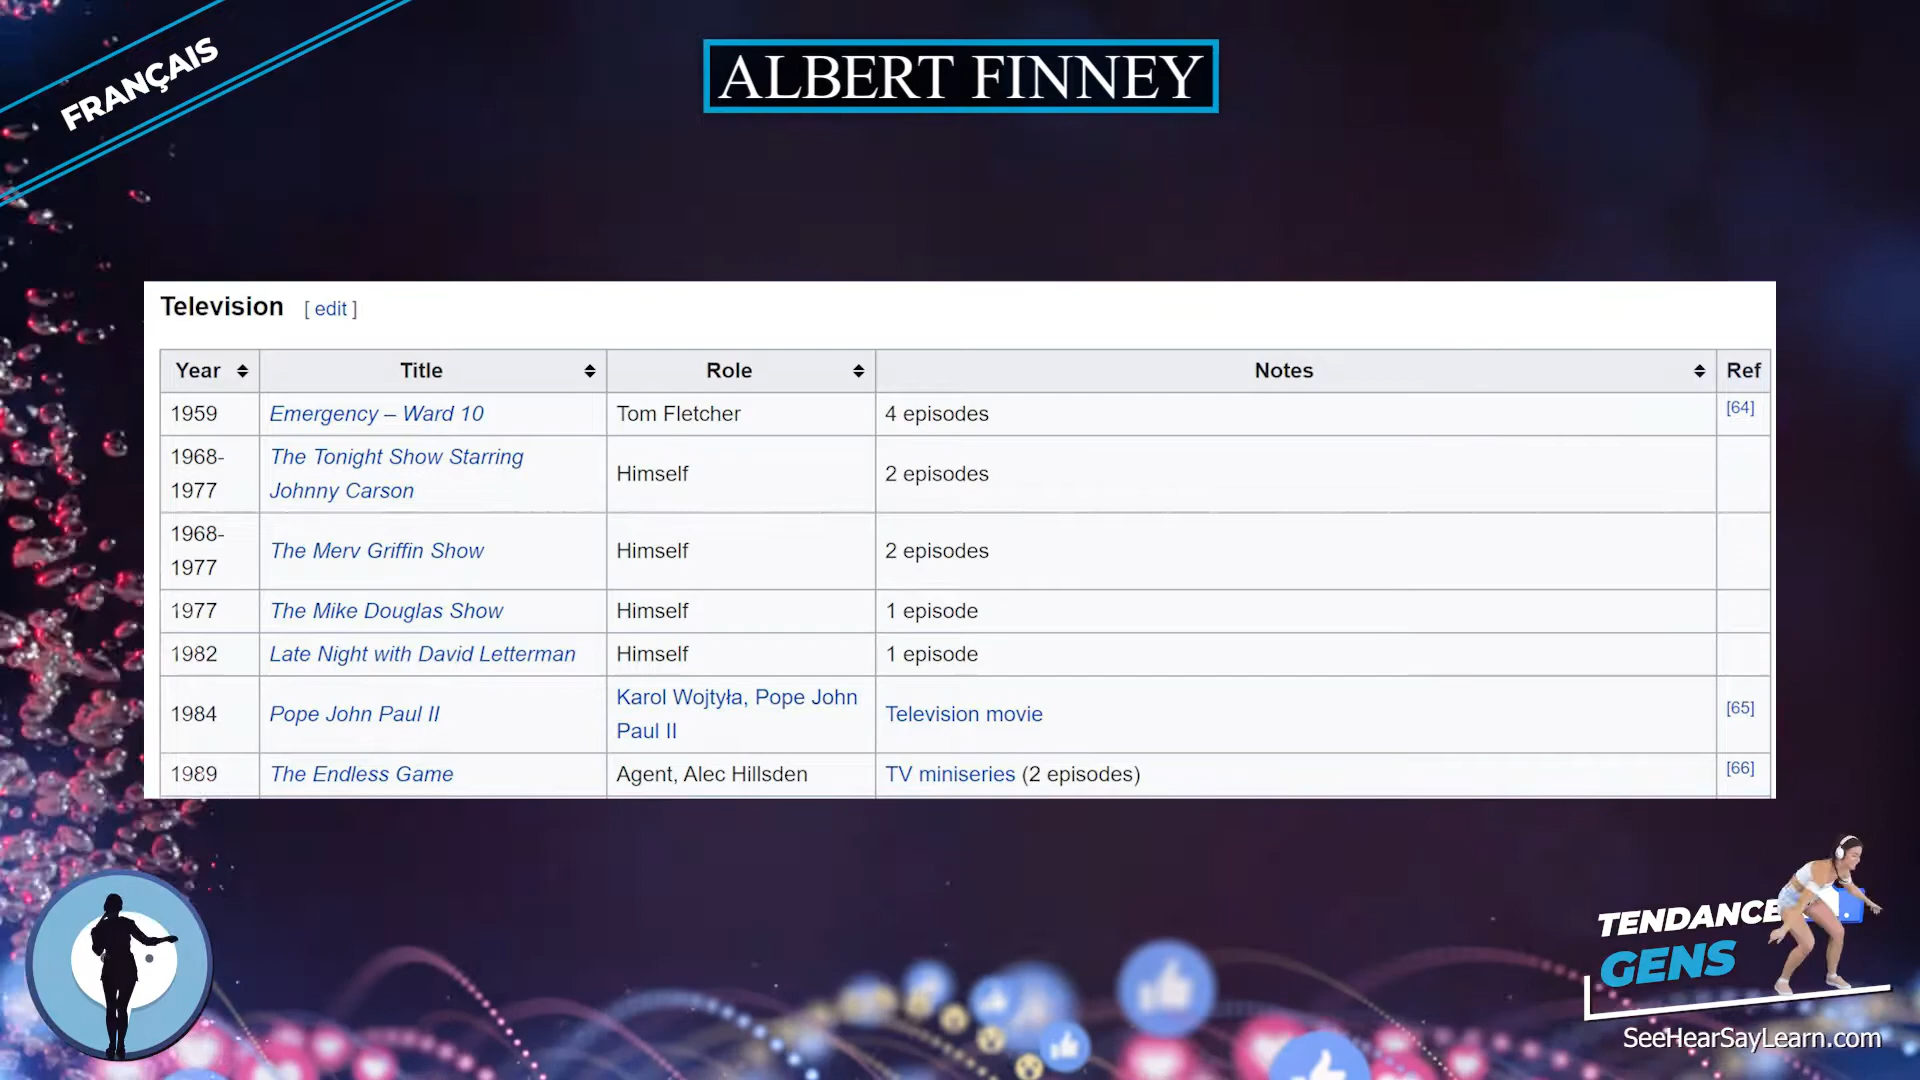 FRANÇAIS
ALBERT FINNEY
Television [ edit ]
Year Title Role Notes Ref
1959 Emergency – Ward 10 Tom Fletcher 4 episodes [64]
1968-
1977 The Tonight Show Starring
Johnny Carson Himself 2 episodes
1968-
1977 The Merv Griffin Show Himself 2 episodes
1977 The Mike Douglas Show Himself 1 episode
1982 Late Night with David Letterman Himself 1 episode
1984 Pope John Paul II Karol Wojtyła, Pope John
Paul II Television movie [65]
1989 The Endless Game Agent, Alec Hillsden TV miniseries (2 episodes) [66]
TENDANCE
GENS
SeeHearSayLearn.com